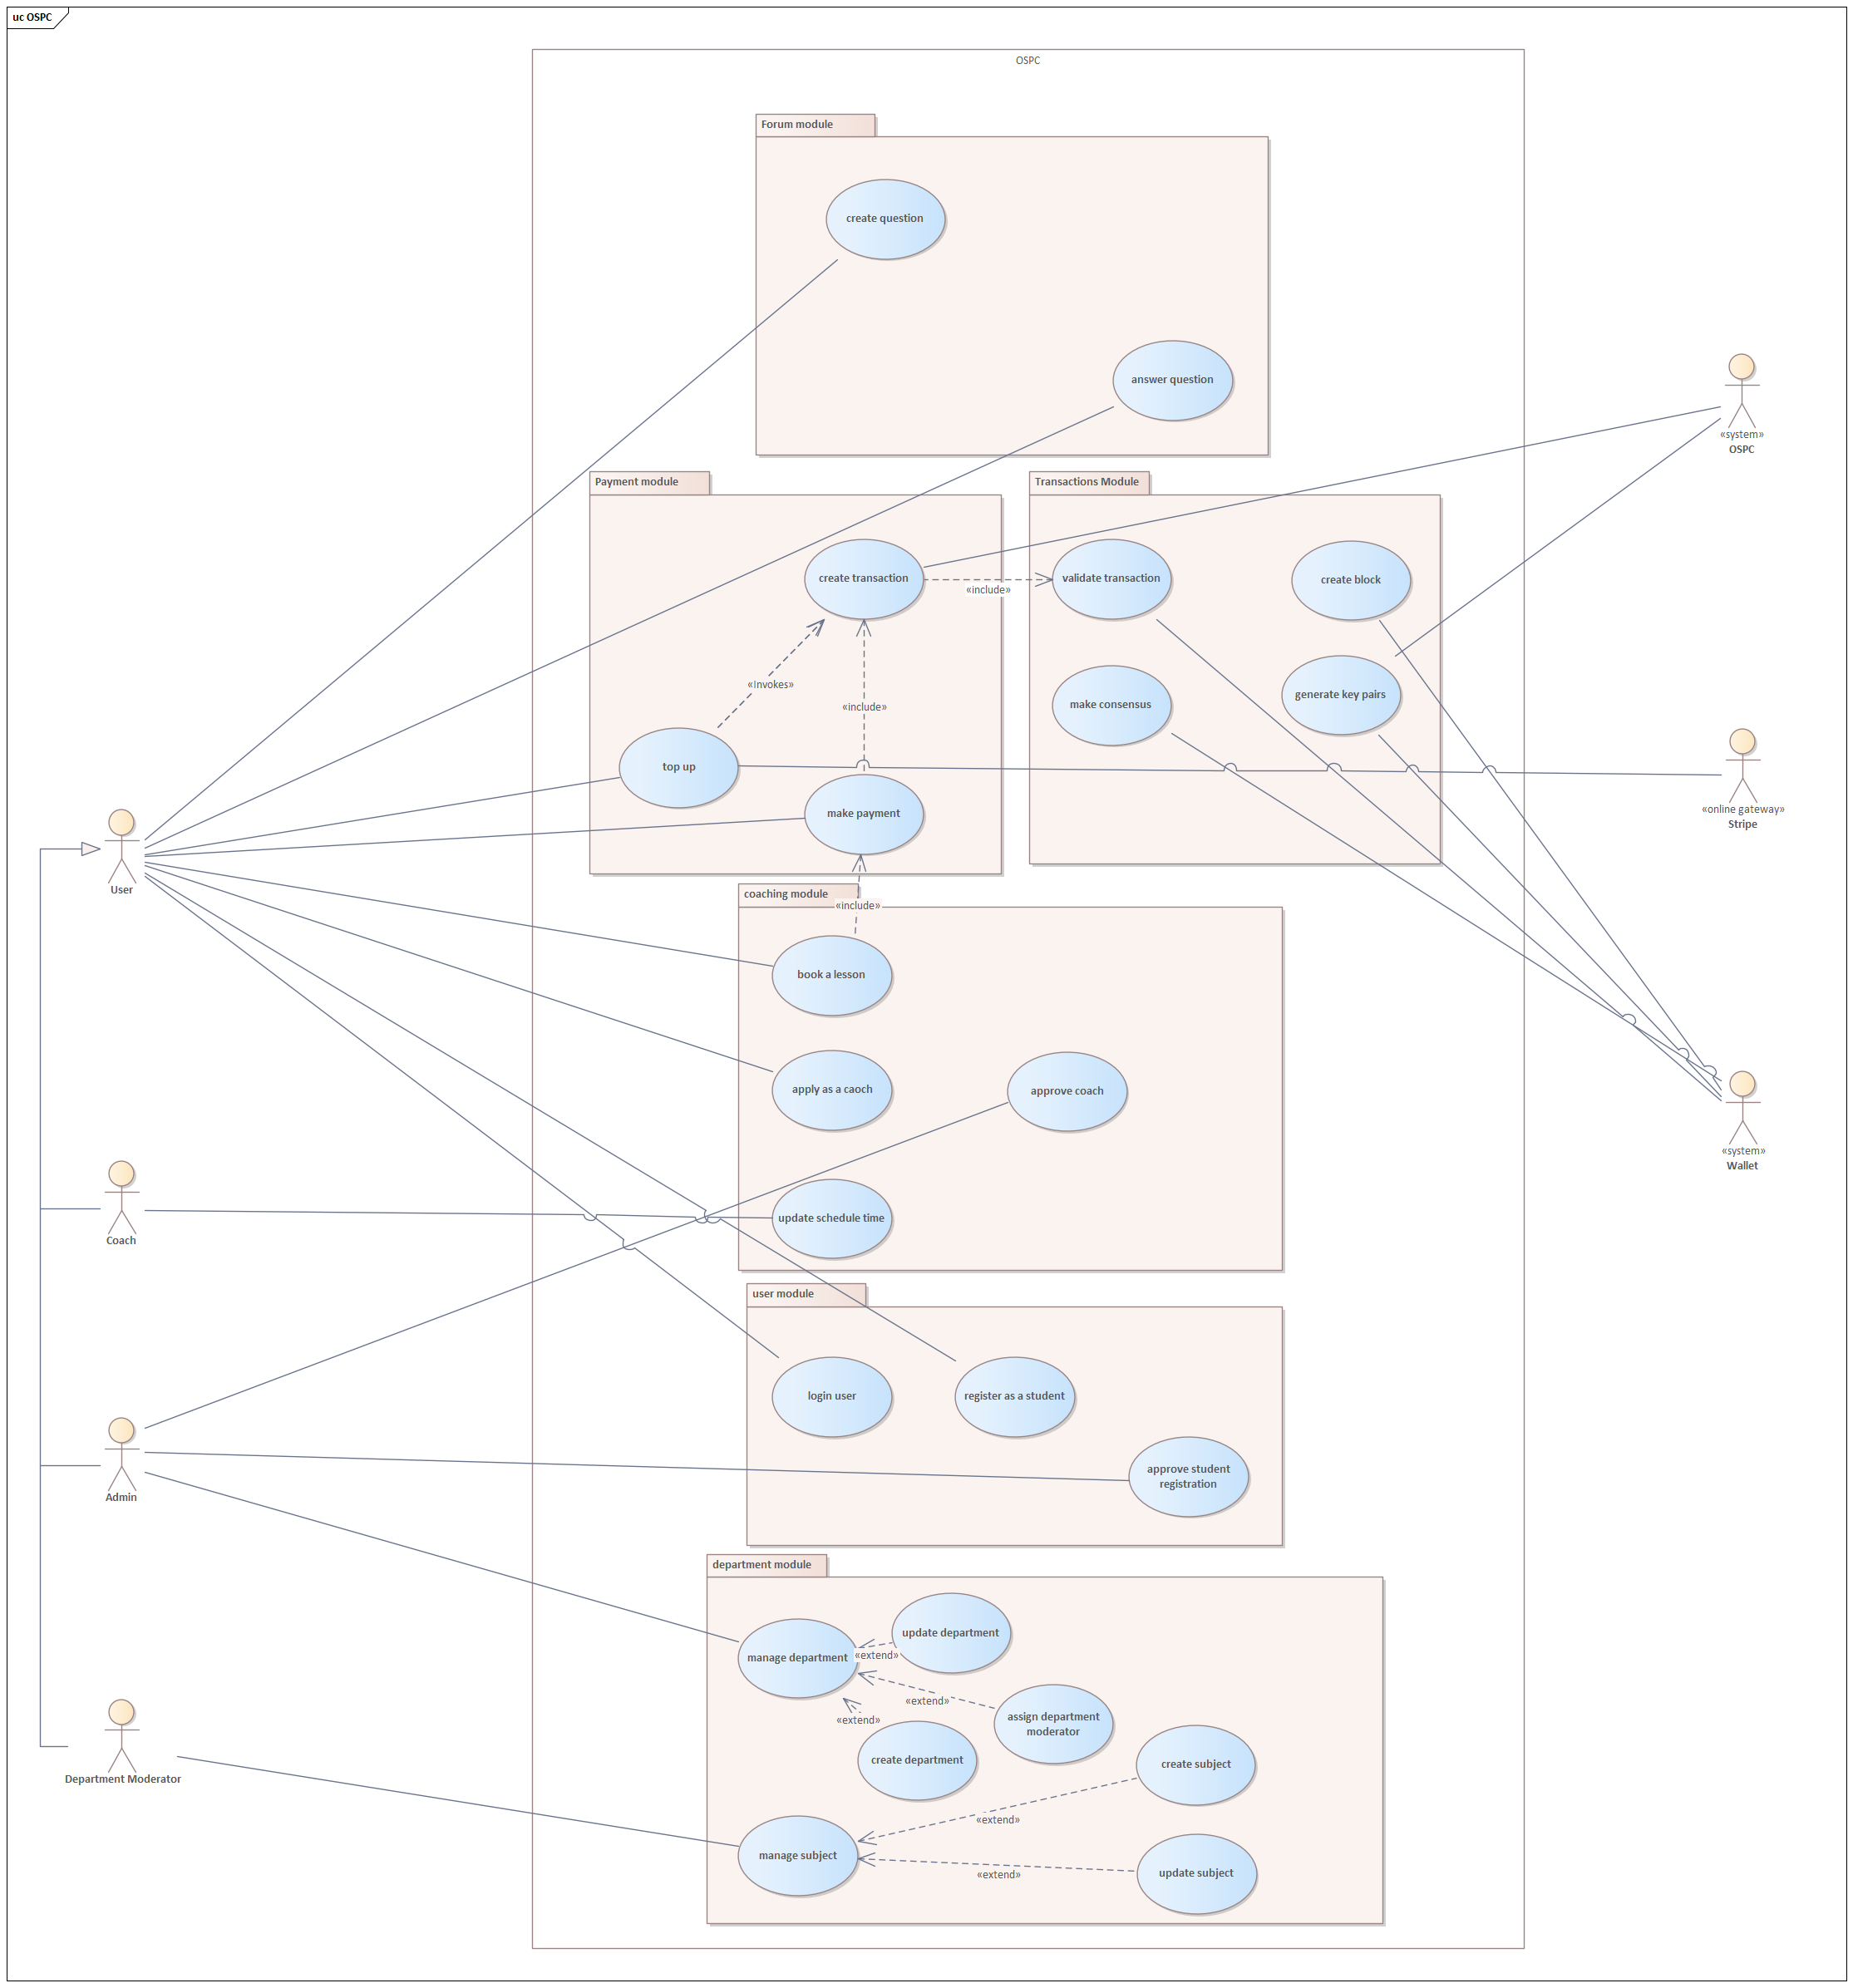 uc OSPC
OSPC
Forum module
create question
answer question
«system»
OSPC
Payment module
Transactions Module
create transaction
validate transaction
create block
«include»
«Invokes»
«include»
make consensus
generate key pairs
top up
make payment
«online gateway»
Stripe
User
coaching module
«include»
book a lesson
apply as a caoch
approve coach
«system»
Wallet
update schedule time
Coach
user module
login user
register as a student
approve student
registration
Admin
department module
update department
manage department
«extend»
«extend»
assign department
moderator
«extend»
create department
create subject
Department Moderator
«extend»
manage subject
update subject
«extend»